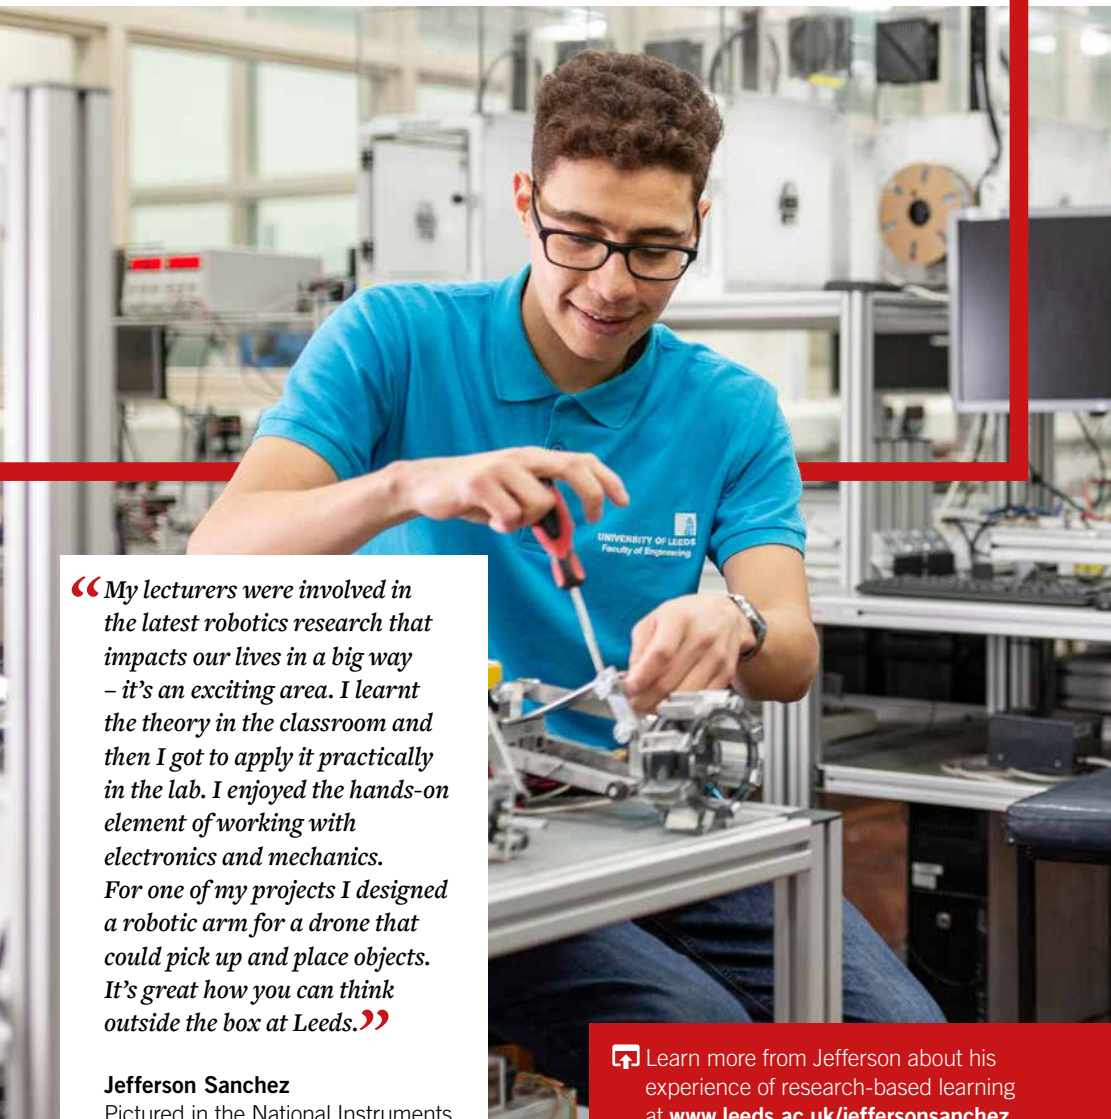 UNIVERSITY OF LEEDS
Faculty of Engineering
“My lecturers were involved in
the latest robotics research that
impacts our lives in a big way
– it’s an exciting area. I learnt
the theory in the classroom and
then I got to apply it practically
in the lab. I enjoyed the hands-on
element of working with
electronics and mechanics.
For one of my projects I designed
a robotic arm for a drone that
could pick up and place objects.
It’s great how you can think
outside the box at Leeds.”
Jefferson Sanchez
Pictured in the National Instruments
Learn more from Jefferson about his
experience of research-based learning
at www.leeds.ac.uk/jeffersonsanchez